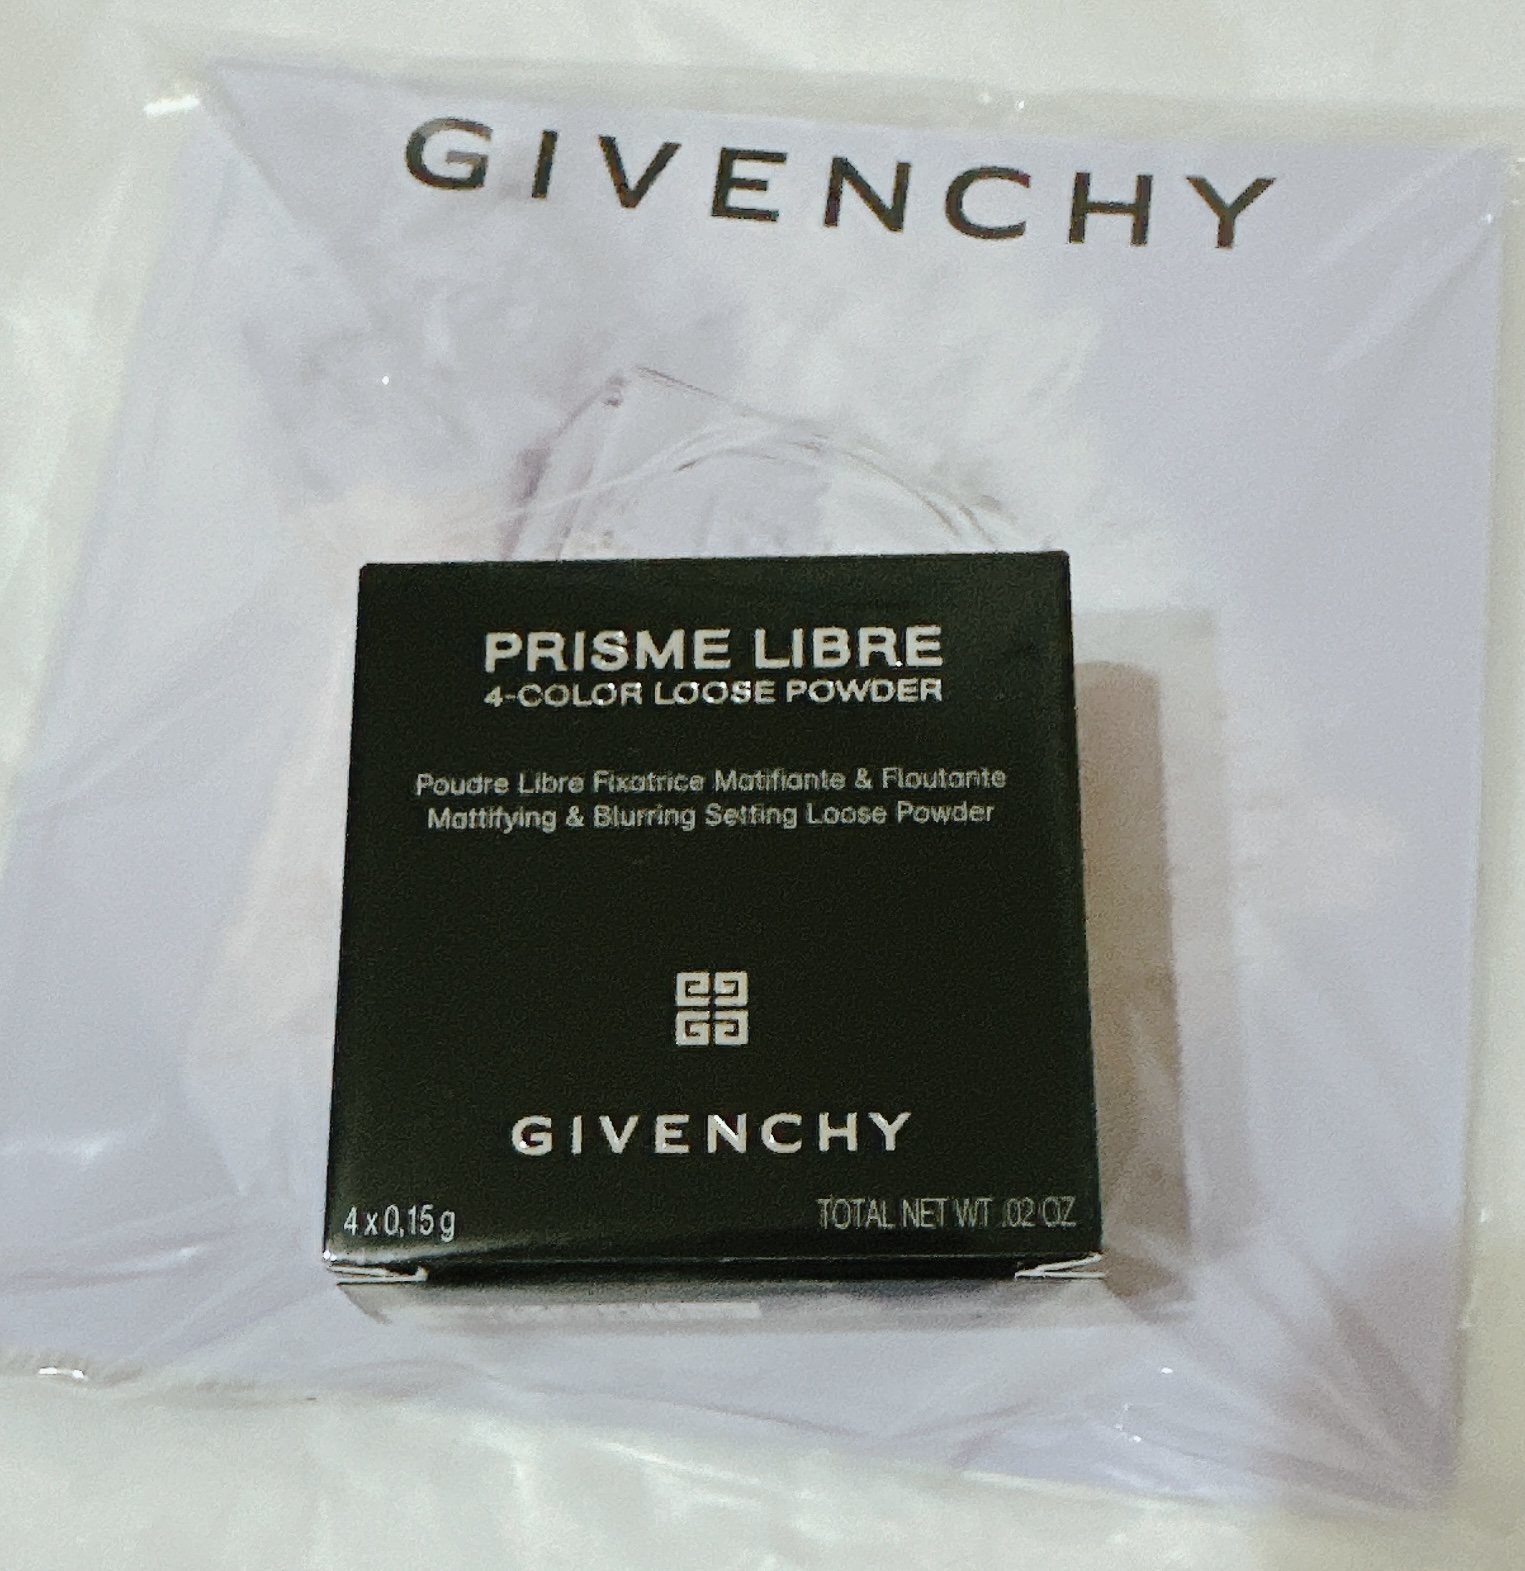 GIVENCHY
PRISME LIBRE
4-COLOR LOOSE POWDER
Poudre Libre Fixatrice Matifiante & Floutante
Mattifying & Blurring Setting Loose Powder
GIVENCHY
4 x 0,15 g
TOTAL NET WT .02 OZ